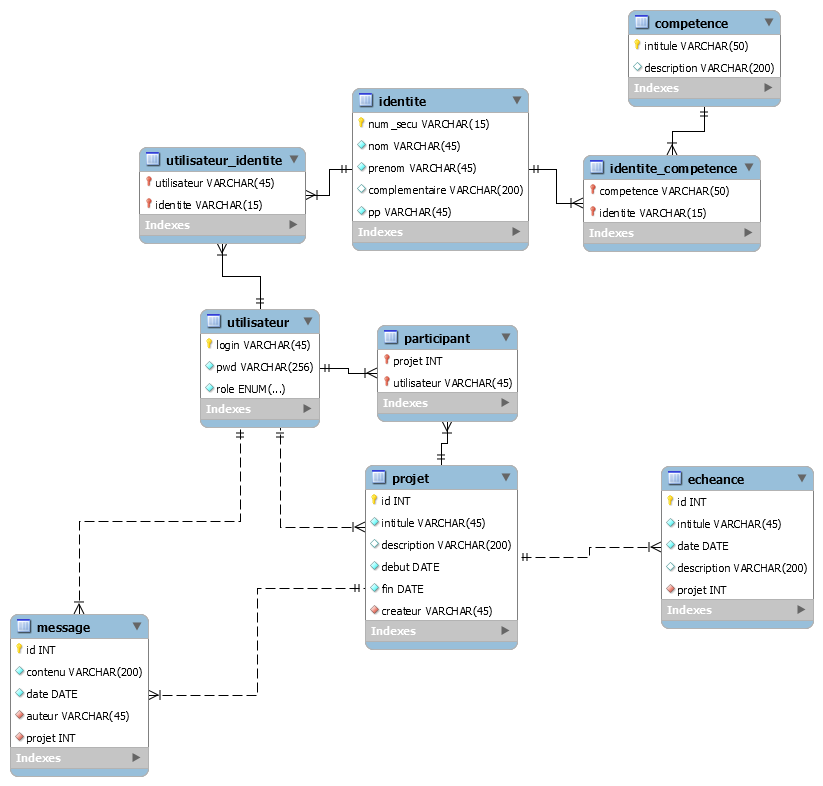 competence
intitule VARCHAR(50)
description VARCHAR(200)
Indexes
identite
num_secu VARCHAR(15)
nom VARCHAR(45)
prenom VARCHAR(45)
complementaire VARCHAR(200)
pp VARCHAR(45)
Indexes
utilisateur_identite
utilisateur VARCHAR(45)
identite VARCHAR(15)
Indexes
identite_competence
competence VARCHAR(50)
identite VARCHAR(15)
Indexes
utilisateur
login VARCHAR(45)
pwd VARCHAR(256)
role ENUM(...)
Indexes
participant
projet INT
utilisateur VARCHAR(45)
Indexes
projet
id INT
intitule VARCHAR(45)
description VARCHAR(200)
debut DATE
fin DATE
createur VARCHAR(45)
Indexes
echeance
id INT
intitule VARCHAR(45)
date DATE
description VARCHAR(200)
projet INT
Indexes
message
id INT
contenu VARCHAR(200)
date DATE
auteur VARCHAR(45)
projet INT
Indexes